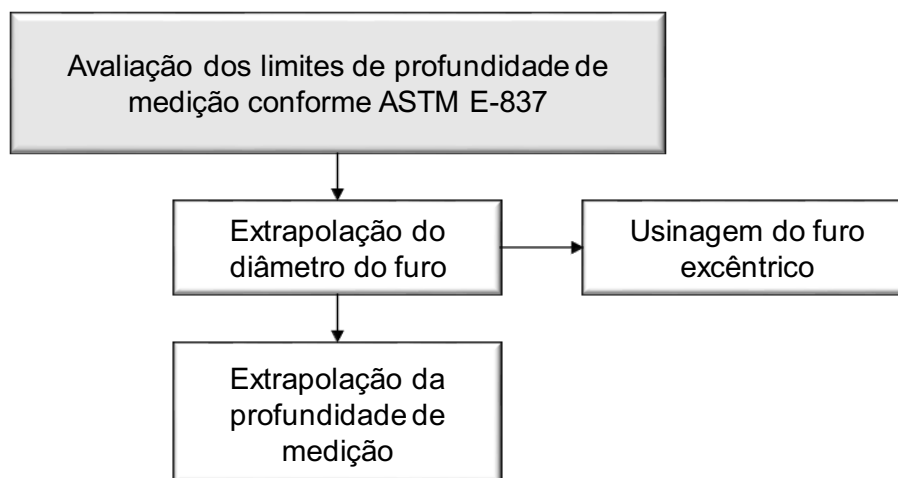 Avaliação dos limites de profundidade de
medição conforme ASTM E-837
Extrapolação do
diâmetro do furo
Usinagem do furo
excêntrico
Extrapolação da
profundidade de
medição